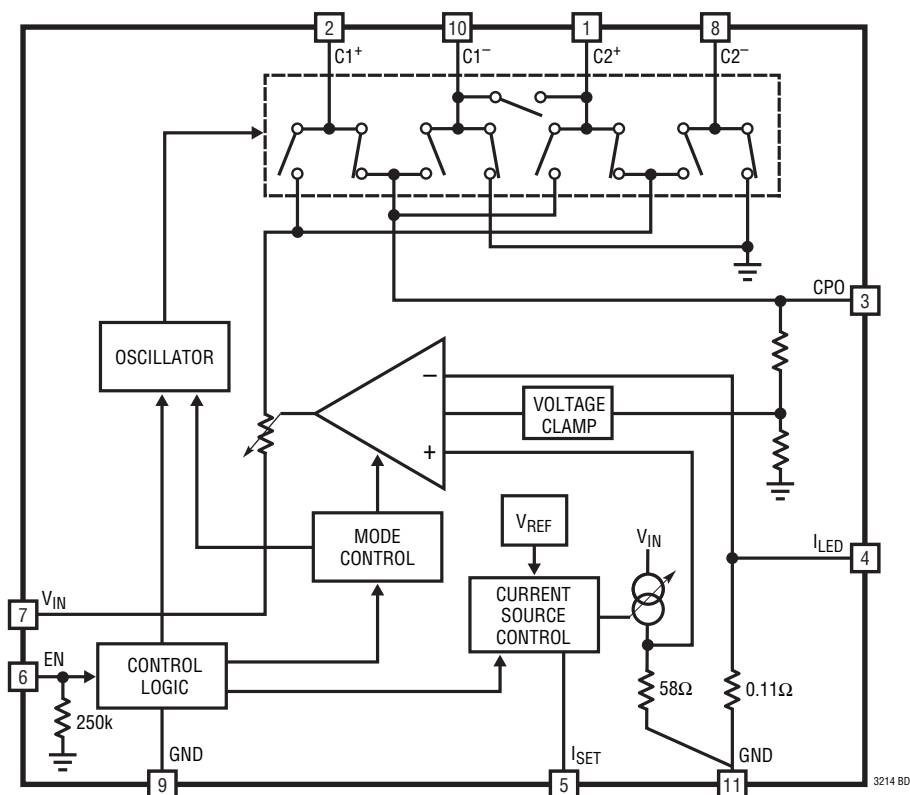 2
10
1
8
C1+
C1−
C2+
C2−
CPO
3
OSCILLATOR
−
VOLTAGE
CLAMP
+
VREF
MODE
CONTROL
VIN
ILED
4
7
VIN
CURRENT
SOURCE
CONTROL
6
EN
CONTROL
LOGIC
250k
58Ω
0.11Ω
GND
ISET
GND
9
5
11
3214 BD